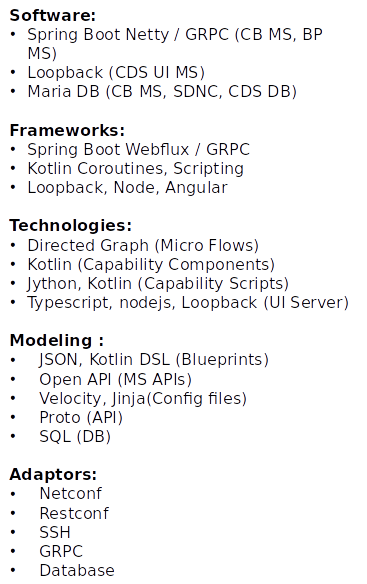 Software:
• Spring Boot Netty / GRPC (CB MS, BP
MS)
• Loopback (CDS UI MS)
• Maria DB (CB MS, SDNC, CDS DB)
Frameworks:
• Spring Boot Webflux / GRPC
• Kotlin Coroutines, Scripting
• Loopback, Node, Angular
Technologies:
• Directed Graph (Micro Flows)
• Kotlin (Capability Components)
• Jython, Kotlin (Capability Scripts)
• Typescript, nodejs, Loopback (UI Server)
Modeling :
• JSON, Kotlin DSL (Blueprints)
• Open API (MS APIs)
• Velocity, Jinja(Config files)
• Proto (API)
• SQL (DB)
Adaptors:
• Netconf
• Restconf
• SSH
• GRPC
• Database